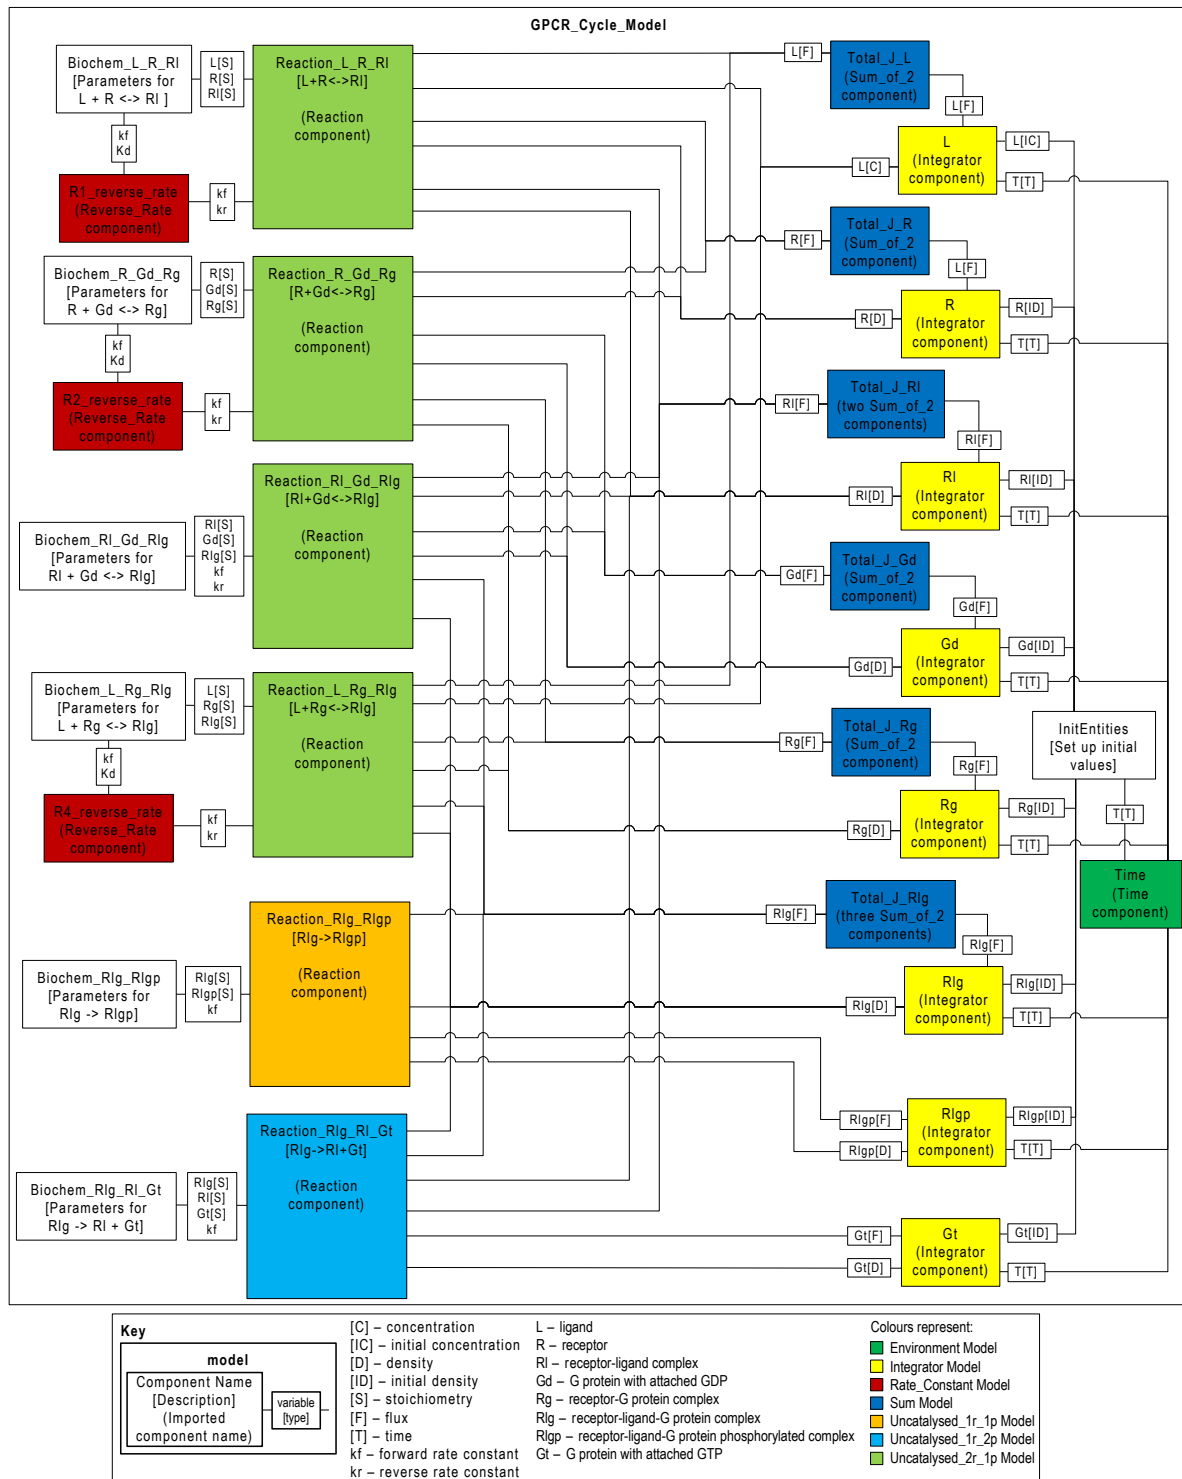 GPCR_Cycle_Model
Biochem_L_R_Rl
[Parameters for
L + R <-> Rl ]
L[S]
R[S]
Rl[S]
Reaction_L_R_Rl
[L+R<->Rl]
(Reaction
component)
kf
Kd
R1_reverse_rate
(Reverse_Rate
component)
kf
kr
L[F]
Total_J_L
(Sum_of_2
component)
L[F]
L[C]
L
(Integrator
component)
L[IC]
T[T]
Biochem_R_Gd_Rg
[Parameters for
R + Gd <-> Rg]
R[S]
Gd[S]
Rg[S]
Reaction_R_Gd_Rg
[R+Gd<->Rg]
(Reaction
component)
kf
Kd
R2_reverse_rate
(Reverse_Rate
component)
kf
kr
R[F]
Total_J_R
(Sum_of_2
component)
L[F]
R[D]
R
(Integrator
component)
R[ID]
T[T]
Rl[F]
Total_J_Rl
(two Sum_of_2
components)
Rl[F]
Rl[D]
Rl
(Integrator
component)
Rl[ID]
T[T]
Biochem_Rl_Gd_Rlg
[Parameters for
Rl + Gd <-> Rlg]
Rl[S]
Gd[S]
Rlg[S]
kf
kr
Reaction_Rl_Gd_Rlg
[Rl+Gd<->Rlg]
(Reaction
component)
Gd[F]
Total_J_Gd
(Sum_of_2
component)
Gd[F]
Gd[D]
Gd
(Integrator
component)
Gd[ID]
T[T]
Biochem_L_Rg_Rlg
[Parameters for
L + Rg <-> Rlg]
L[S]
Rg[S]
Rlg[S]
Reaction_L_Rg_Rlg
[L+Rg<->Rlg]
(Reaction
component)
kf
Kd
R4_reverse_rate
(Reverse_Rate
component)
kf
kr
Rg[F]
Total_J_Rg
(Sum_of_2
component)
Rg[F]
Rg[D]
Rg
(Integrator
component)
Rg[ID]
T[T]
InitEntities
[Set up initial
values]
T[T]
Time
(Time
component)
Biochem_Rlg_Rlgp
[Parameters for
Rlg -> Rlgp]
Rlg[S]
Rlgp[S]
kf
Reaction_Rlg_Rlgp
[Rlg->Rlgp]
(Reaction
component)
Rlg[F]
Total_J_Rlg
(three Sum_of_2
components)
Rlg[F]
Rlg[D]
Rlg
(Integrator
component)
Rlg[ID]
T[T]
Rlgp[F]
Rlgp[D]
Rlgp
(Integrator
component)
Rlgp[ID]
T[T]
Biochem_Rlg_Rl_Gt
[Parameters for
Rlg -> Rl + Gt]
Rlg[S]
Rl[S]
Gt[S]
kf
Reaction_Rlg_Rl_Gt
[Rlg->Rl+Gt]
(Reaction
component)
Gt[F]
Gt[D]
Gt
(Integrator
component)
Gt[ID]
T[T]
Key
model
Component Name
[Description]
(Imported
component name)
variable
[type]
[C] – concentration
[IC] – initial concentration
[D] – density
[ID] – initial density
[S] – stoichiometry
[F] – flux
[T] – time
kf – forward rate constant
kr – reverse rate constant
L – ligand
R – receptor
Rl – receptor-ligand complex
Gd – G protein with attached GDP
Rg – receptor-G protein complex
Rlg – receptor-ligand-G protein complex
Rlgp – receptor-ligand-G protein phosphorylated complex
Gt – G protein with attached GTP
Colours represent:
Environment Model
Integrator Model
Rate_Constant Model
Sum Model
Uncatalysed_1r_1p Model
Uncatalysed_1r_2p Model
Uncatalysed_2r_1p Model